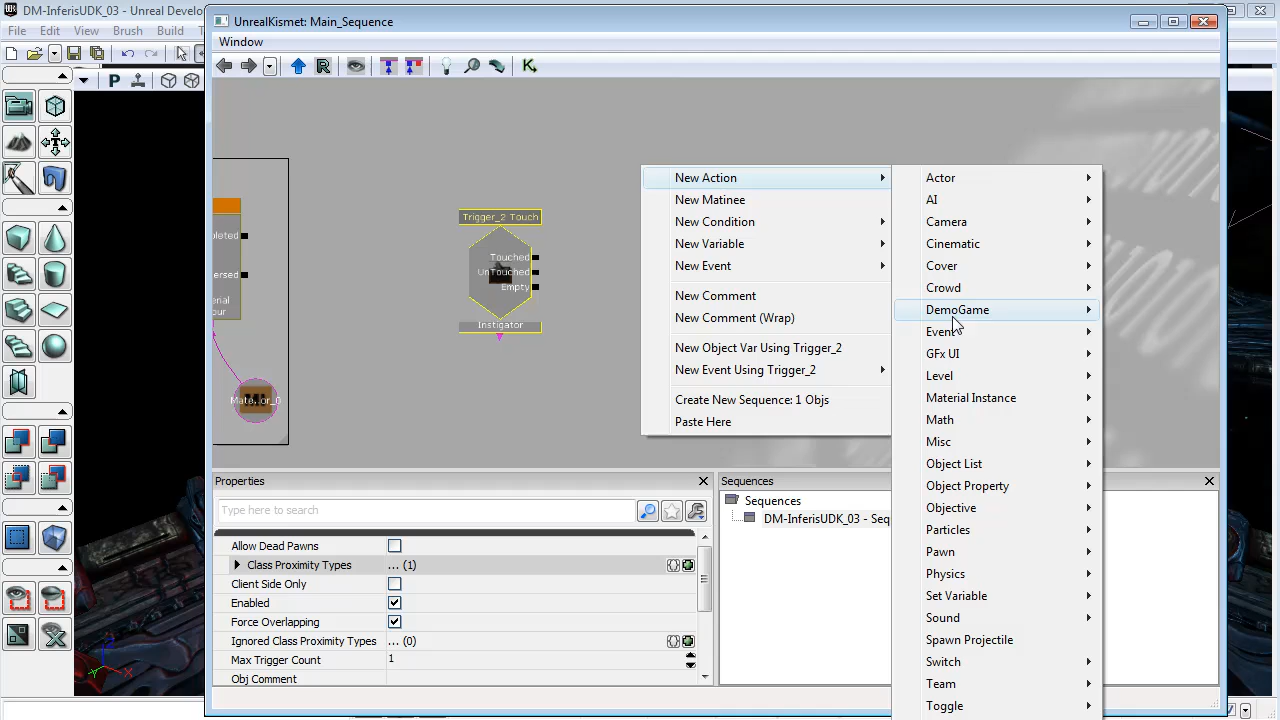 DM-InferisUDK_03 - Unreal Develo
UnrealKismet: Main_Sequence
File
Edit
View
Brush
Build
Window
P
R
K
Trigger_2 Touch
Touched
UnTouched
Empty
Instigator
New Action
New Matinee
New Condition
New Variable
New Event
New Comment
New Comment (Wrap)
New Object Var Using Trigger_2
New Event Using Trigger_2
Create New Sequence: 1 Objs
Paste Here
Actor
AI
Camera
Cinematic
Cover
Crowd
DemoGame
Event
GFx UI
Level
Material Instance
Math
Misc
Object List
Object Property
Objective
Particles
Pawn
Physics
Set Variable
Sound
Spawn Projectile
Switch
Team
Toggle
Properties
Type here to search
Allow Dead Pawns
Class Proximity Types ... (1)
Client Side Only
Enabled
Force Overlapping
Ignored Class Proximity Types ... (0)
Max Trigger Count 1
Obj Comment
Sequences
Sequences
DM-InferisUDK_03 - Seq